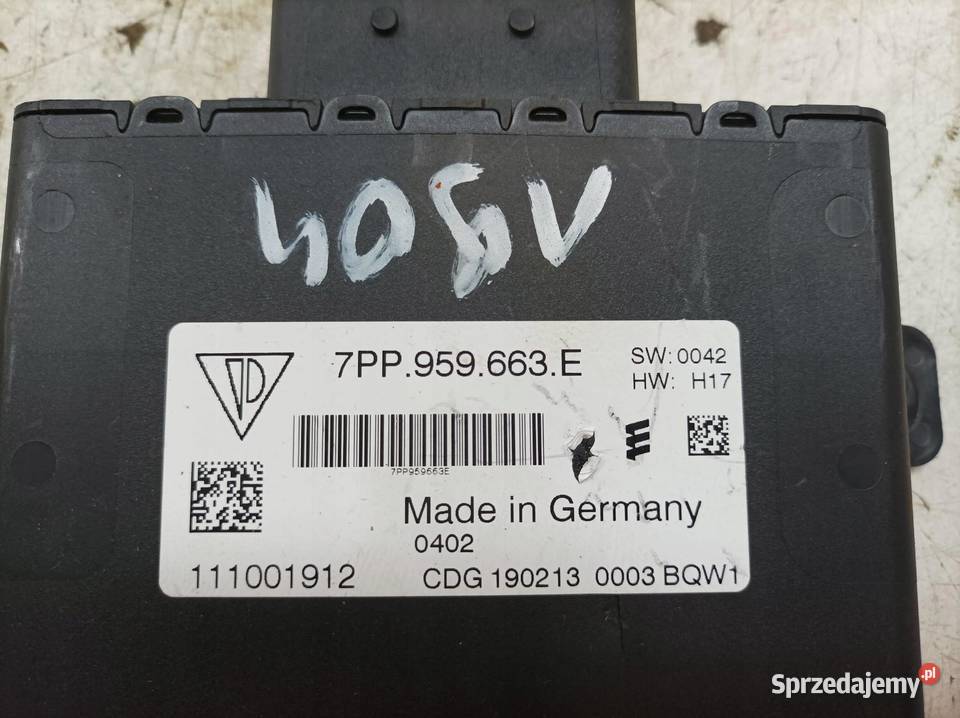 7PP.959.663.E
SW: 0042
HW: H17
7PP959663E
Made in Germany
0402
111001912
CDG 190213 0003 BQW1
Sprzedajemy.pl